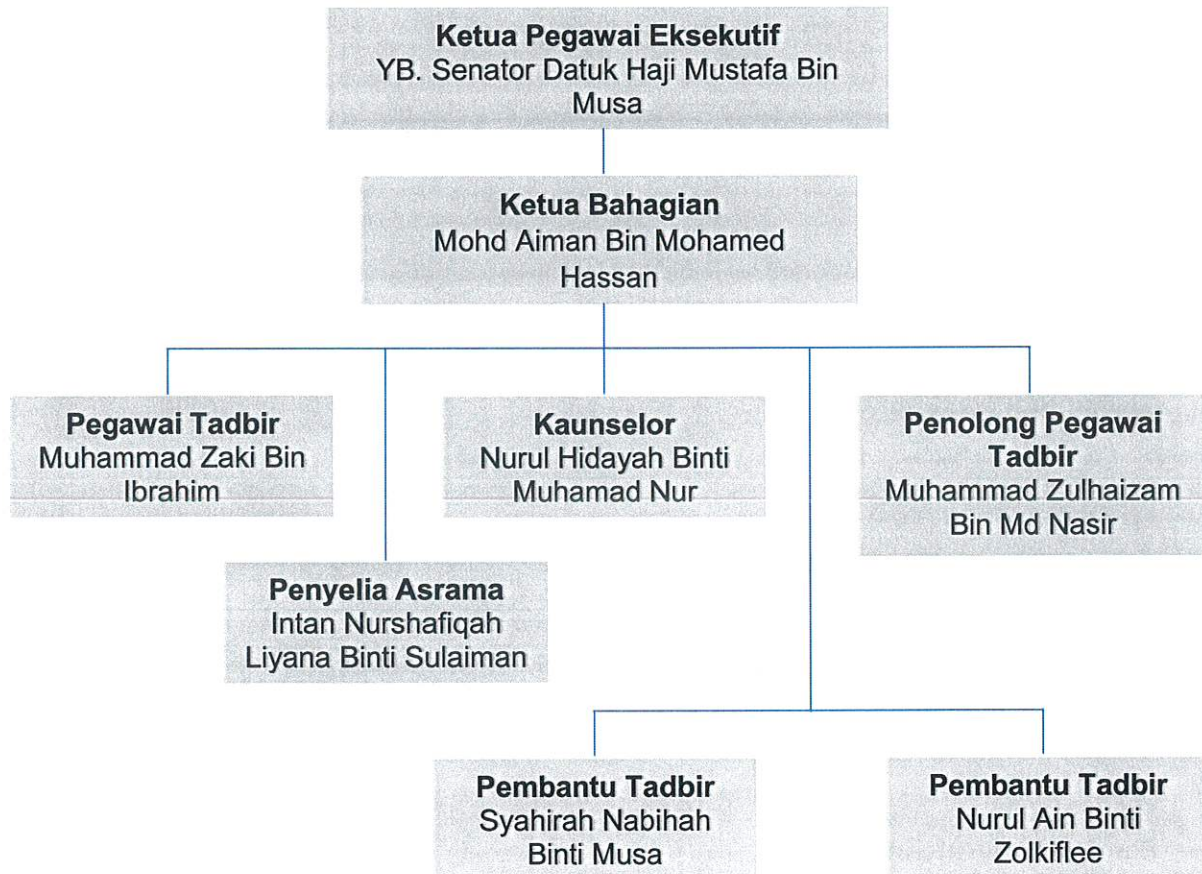 Ketua Pegawai Eksekutif
YB. Senator Datuk Haji Mustafa Bin
Musa
Ketua Bahagian
Mohd Aiman Bin Mohamed
Hassan
Pegawai Tadbir
Muhammad Zaki Bin
Ibrahim
Kaunselor
Nurul Hidayah Binti
Muhamad Nur
Penolong Pegawai
Tadbir
Muhammad Zulhaizam
Bin Md Nasir
Penyelia Asrama
Intan Nurshafiqah
Liyana Binti Sulaiman
Pembantu Tadbir
Syahirah Nabihah
Binti Musa
Pembantu Tadbir
Nurul Ain Binti
Zolkiflee